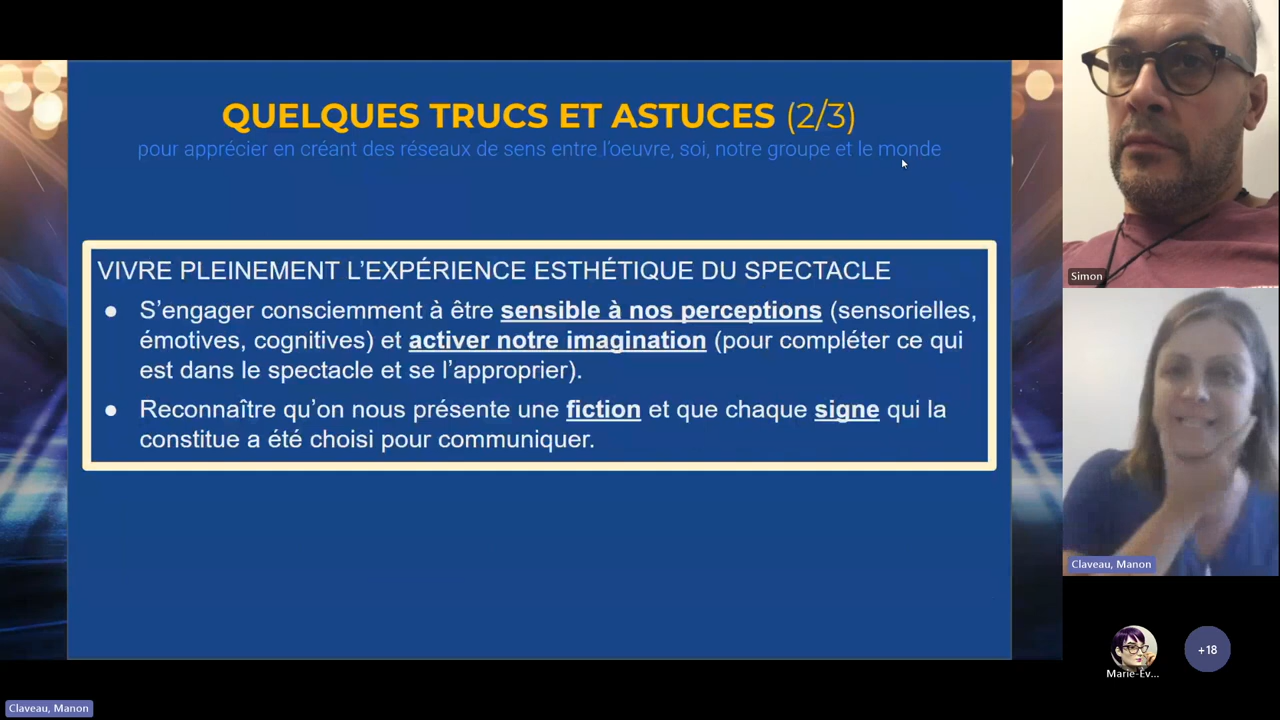 QUELQUES TRUCS ET ASTUCES (2/3)
pour apprécier en créant des réseaux de sens entre l'oeuvre, soi, notre groupe et le monde
VIVRE PLEINEMENT L'EXPÉRIENCE ESTHÉTIQUE DU SPECTACLE
● S'engager consciemment à être sensible à nos perceptions (sensorielles,
émotives, cognitives) et activer notre imagination (pour compléter ce qui
est dans le spectacle et se l'approprier).
● Reconnaître qu'on nous présente une fiction et que chaque signe qui la
constitue a été choisi pour communiquer.
Simon
Claveau, Manon
Marie-Èv...
+18
Claveau, Manon